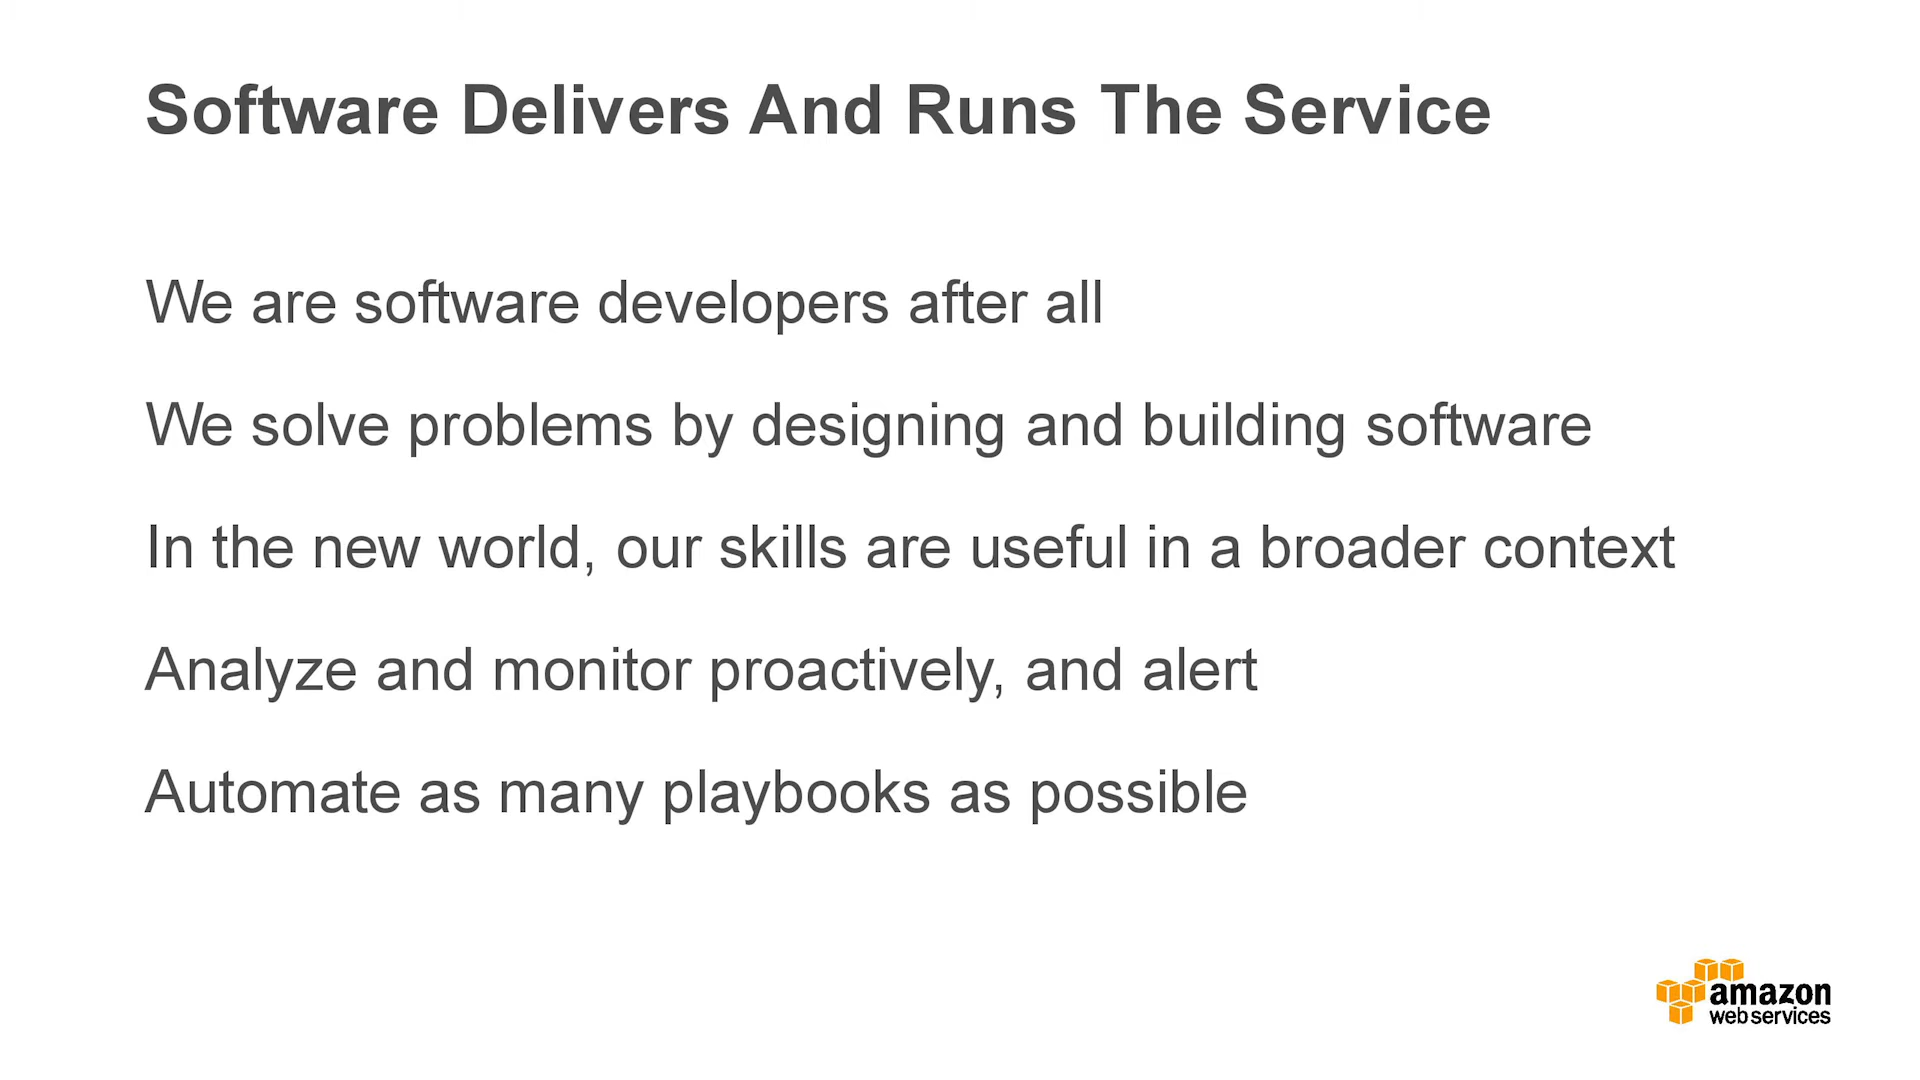 Software Delivers And Runs The Service
We are software developers after all
We solve problems by designing and building software
In the new world, our skills are useful in a broader context
Analyze and monitor proactively, and alert
Automate as many playbooks as possible
amazon
webservices